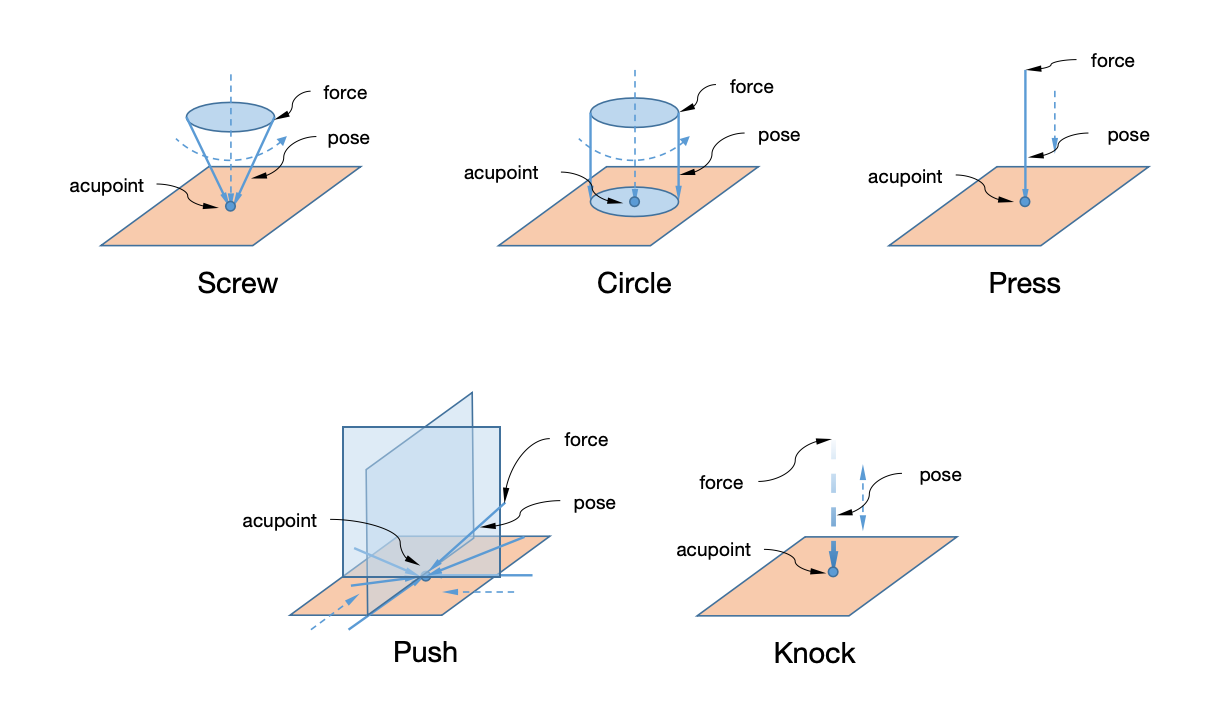 force
pose
acupoint
Screw
force
pose
acupoint
Circle
force
pose
acupoint
Press
force
pose
acupoint
Push
force
pose
acupoint
Knock